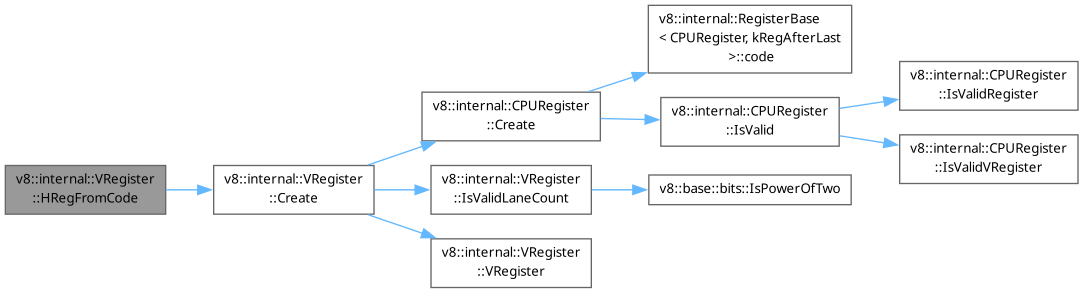 v8::internal::VRegister
::HRegFromCode
v8::internal::VRegister
::Create
v8::internal::CPURegister
::Create
v8::internal::RegisterBase
< CPURegister, kRegAfterLast
>::code
v8::internal::CPURegister
::IsValid
v8::internal::CPURegister
::IsValidRegister
v8::internal::CPURegister
::IsValidVRegister
v8::internal::VRegister
::IsValidLaneCount
v8::base::bits::IsPowerOfTwo
v8::internal::VRegister
::VRegister